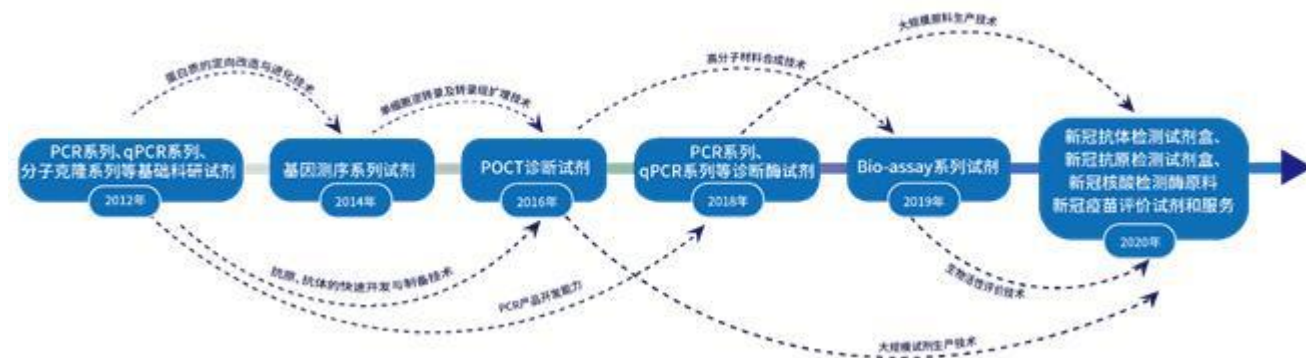 大规模原料生产技术
高分子材料合成技术
蛋白质的定向改造与进化技术
单细胞逆转录及转录组扩增技术
PCR系列、qPCR系列、
分子克隆系列等基础科研试剂
2012年
基因测序系列试剂
2014年
POCT诊断试剂
2016年
PCR系列、
qPCR系列等诊断酶试剂
2018年
Bio-assay系列试剂
2019年
新冠抗体检测试剂盒、
新冠抗原检测试剂盒、
新冠核酸检测酶原料
新冠疫苗评价试剂和服务
2020年
抗原、抗体的快速开发与制备技术
PCR产品开发能力
生物活性评价技术
大规模试剂生产技术